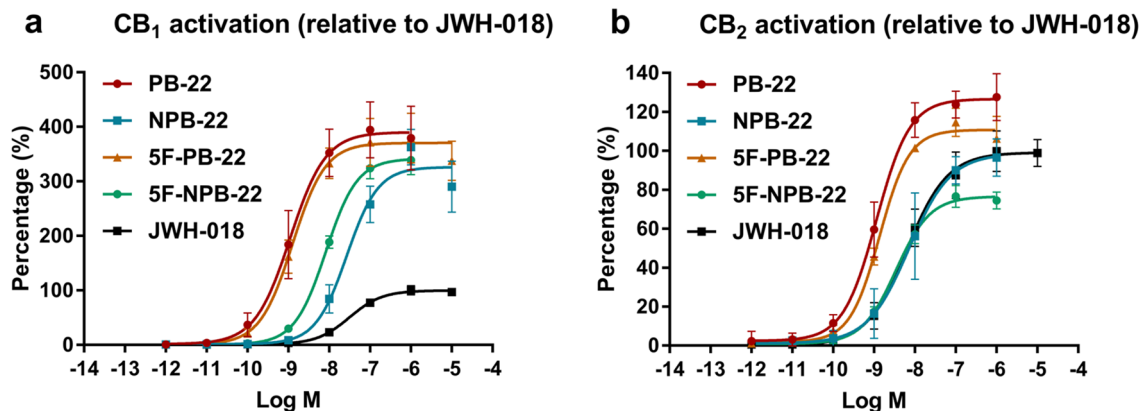 a
CB₁ activation (relative to JWH-018)
Percentage (%)
500
400
300
200
100
0
PB-22
NPB-22
5F-PB-22
5F-NPB-22
JWH-018
-14 -13 -12 -11 -10 -9 -8 -7 -6 -5 -4
Log M
b
CB₂ activation (relative to JWH-018)
Percentage (%)
140
120
100
80
60
40
20
0
PB-22
NPB-22
5F-PB-22
5F-NPB-22
JWH-018
-14 -13 -12 -11 -10 -9 -8 -7 -6 -5 -4
Log M